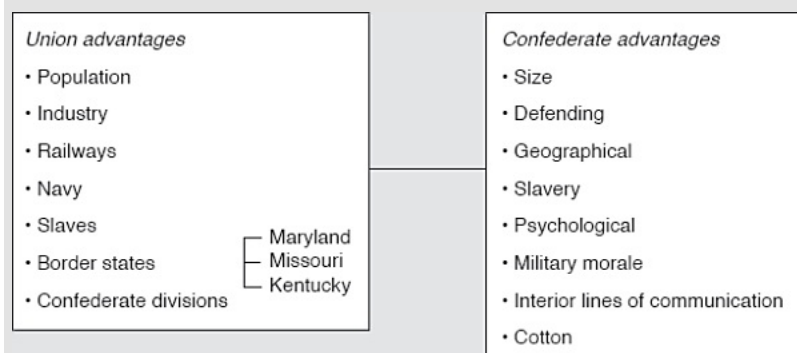 Union advantages
• Population
• Industry
• Railways
• Navy
• Slaves
• Border states
Maryland
Missouri
Kentucky
• Confederate divisions
Confederate advantages
• Size
• Defending
• Geographical
• Slavery
• Psychological
• Military morale
• Interior lines of communication
• Cotton